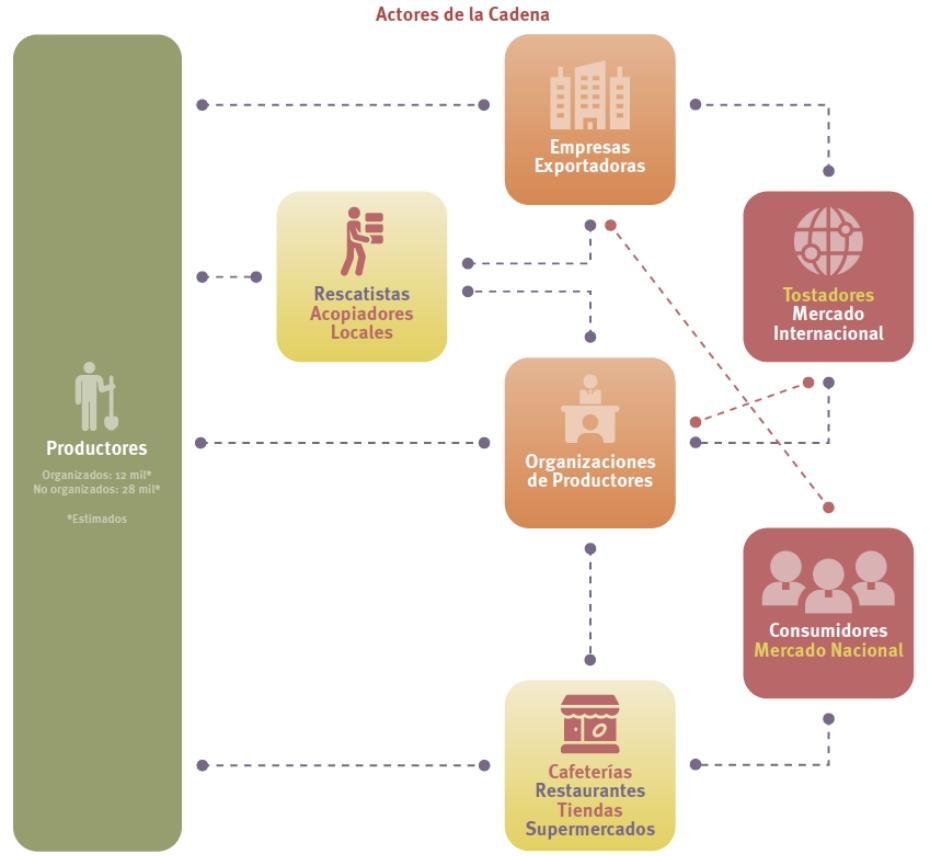 Actores de la Cadena
Productores
Organizados: 12 mil*
No organizados: 28 mil*
*Estimados
Empresas
Exportadoras
Rescatistas
Acopiadores
Locales
Tostadores
Mercado
Internacional
Organizaciones
de Productores
Consumidores
Mercado Nacional
Cafeterías
Restaurantes
Tiendas
Supermercados